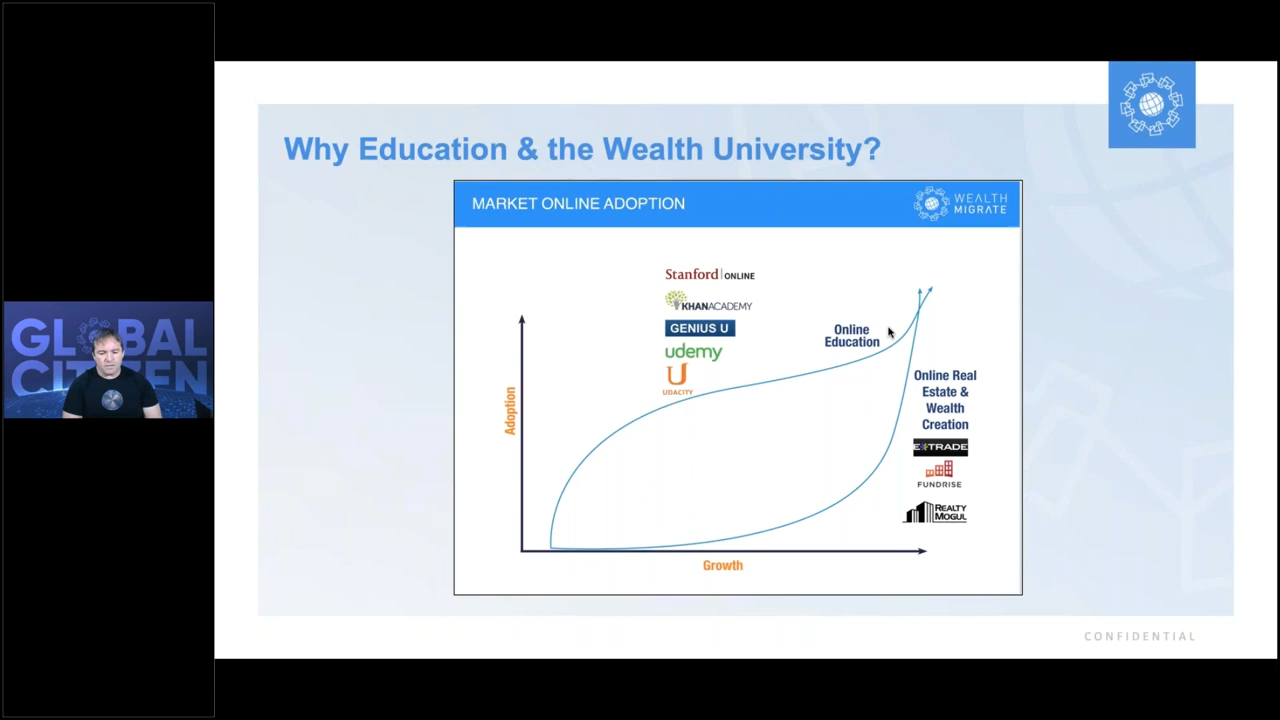 Why Education & the Wealth University?
MARKET ONLINE ADOPTION
WEALTH
MIGRATE
Stanford | ONLINE
KHANACADEMY
GENIUS U
udemy
U
UDACITY
Online
Education
Online Real
Estate &
Wealth
Creation
E*TRADE
FUNDRISE
REALTY
MOGUL
Adoption
Growth
CONFIDENTIAL
GLOBAL
CITIZEN